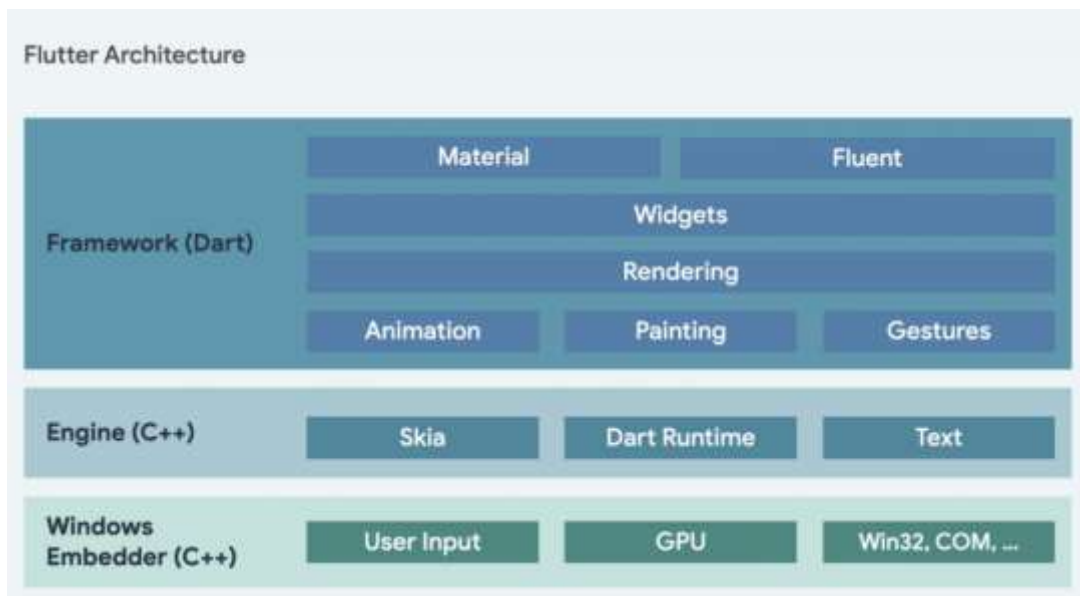 Flutter Architecture
Material
Fluent
Framework (Dart)
Widgets
Rendering
Animation
Painting
Gestures
Engine (C++)
Skia
Dart Runtime
Text
Windows
Embedder (C++)
User Input
GPU
Win32, COM, ...